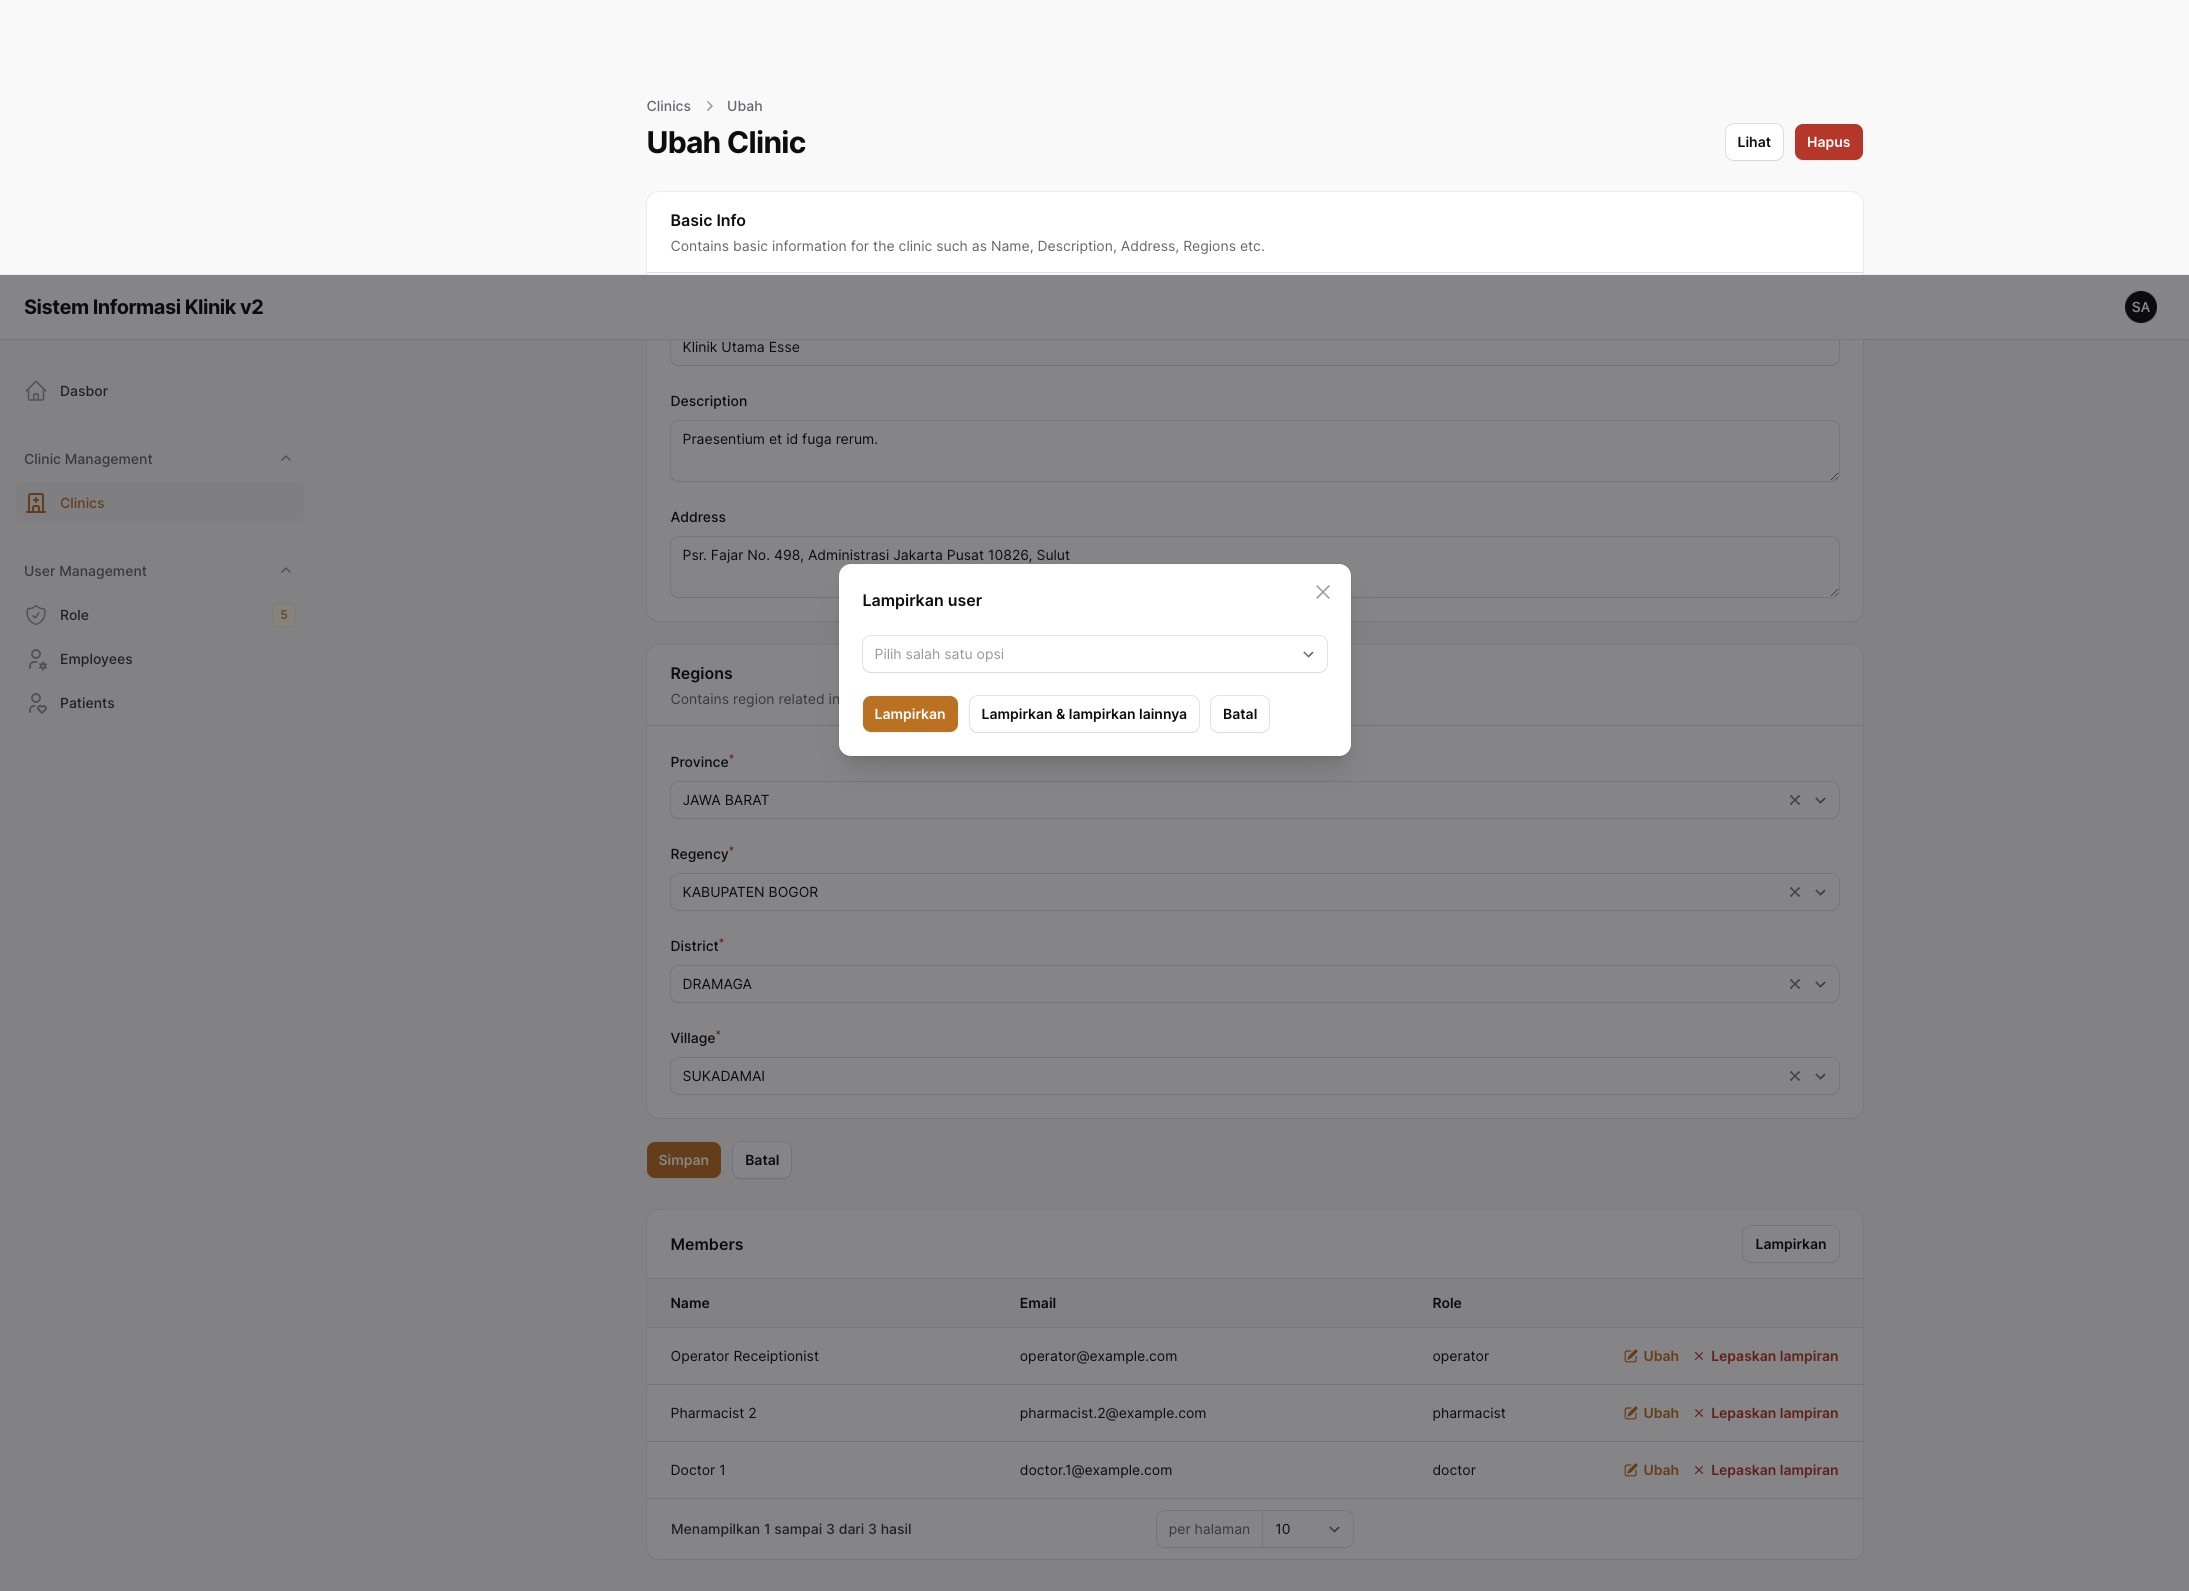 Clinics > Ubah
Ubah Clinic
Lihat
Hapus
Basic Info
Contains basic information for the clinic such as Name, Description, Address, Regions etc.
Sistem Informasi Klinik v2
SA
Dasbor
Clinic Management
Clinics
User Management
Role
5
Employees
Patients
Klinik Utama Esse
Description
Praesentium et id fuga rerum.
Address
Psr. Fajar No. 498, Administrasi Jakarta Pusat 10826, Sulut
Lampirkan user
Pilih salah satu opsi
Lampirkan
Lampirkan & lampirkan lainnya
Batal
Regions
Contains region related in
Province*
JAWA BARAT
Regency*
KABUPATEN BOGOR
District*
DRAMAGA
Village*
SUKADAMAI
Simpan
Batal
Members
Lampirkan
Name Email Role
Operator Receiptionist operator@example.com operator Ubah Lepaskan lampiran
Pharmacist 2 pharmacist.2@example.com pharmacist Ubah Lepaskan lampiran
Doctor 1 doctor.1@example.com doctor Ubah Lepaskan lampiran
Menampilkan 1 sampai 3 dari 3 hasil
per halaman 10